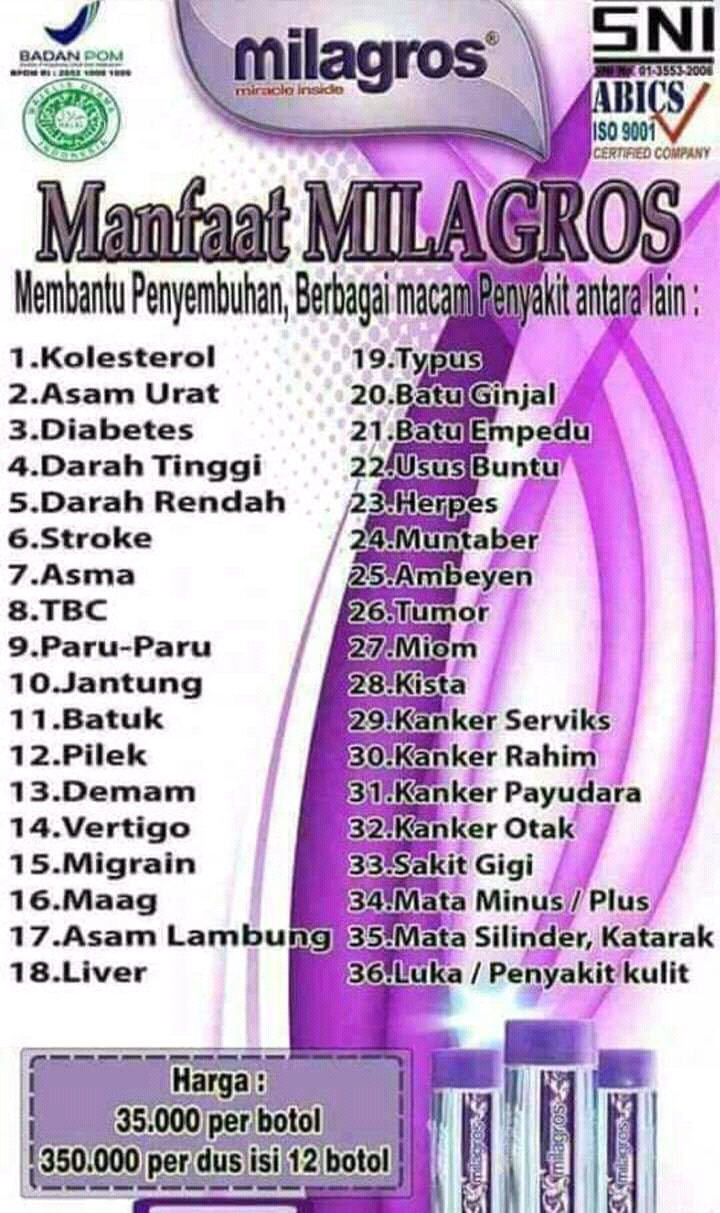 BADAN POM
milagros®
miracle inside
SNI
01-3553-2006
ABICS
ISO 9001
CERTIFIED COMPANY
Manfaat MILAGROS
Membantu Penyembuhan, Berbagai macam Penyakit antara lain :
1.Kolesterol
2.Asam Urat
3.Diabetes
4.Darah Tinggi
5.Darah Rendah
6.Stroke
7.Asma
8.TBC
9.Paru-Paru
10.Jantung
11.Batuk
12.Pilek
13.Demam
14.Vertigo
15.Migrain
16.Maag
17.Asam Lambung
18.Liver
19.Typus
20.Batu Ginjal
21.Batu Empedu
22.Usus Buntu
23.Herpes
24.Muntaber
25.Ambeyen
26.Tumor
27.Miom
28.Kista
29.Kanker Serviks
30.Kanker Rahim
31.Kanker Payudara
32.Kanker Otak
33.Sakit Gigi
34.Mata Minus / Plus
35.Mata Silinder, Katarak
36.Luka / Penyakit kulit
Harga :
35.000 per botol
350.000 per dus isi 12 botol
milagros
milagros
milagros